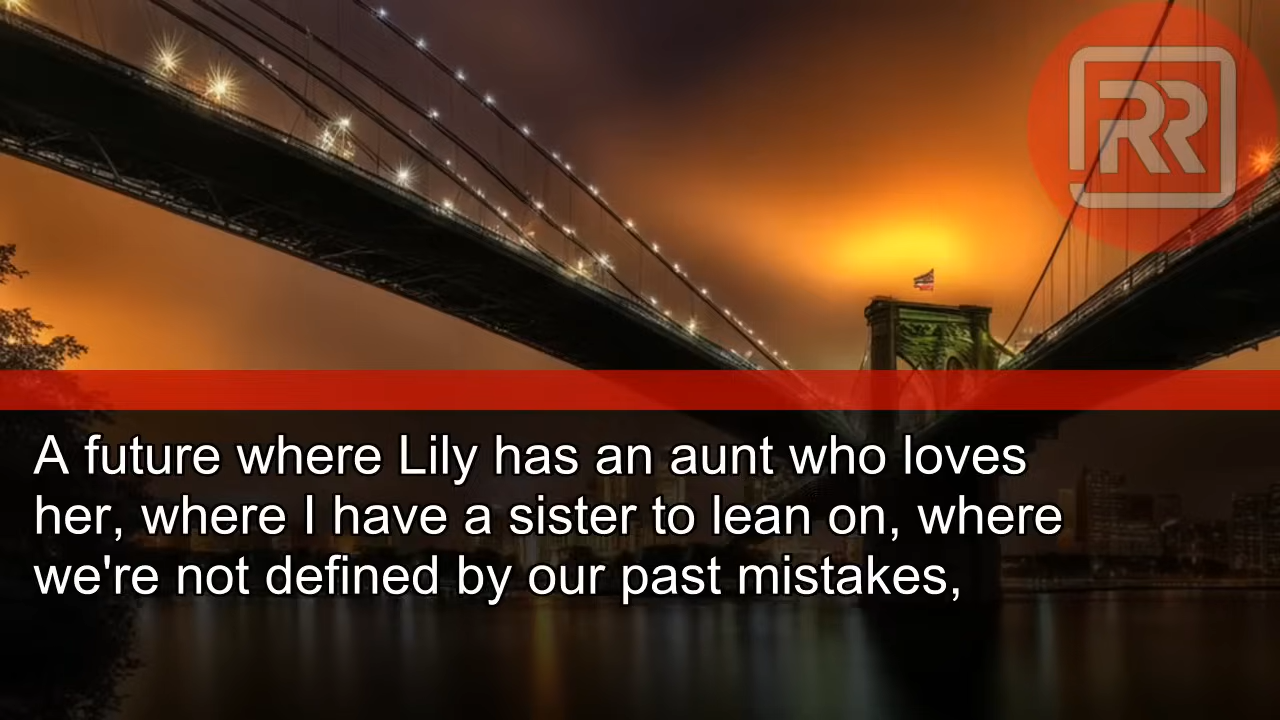 RR
A future where Lily has an aunt who loves
her, where I have a sister to lean on, where
we're not defined by our past mistakes,